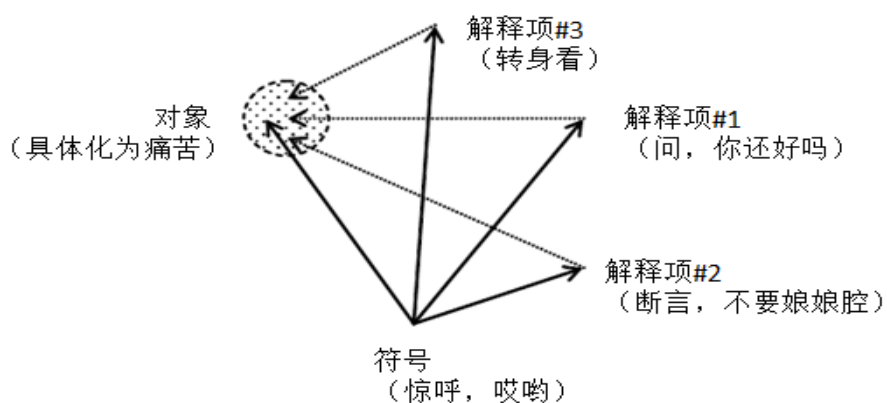 解释项#3
（转身看）
对象
（具体化为痛苦）
解释项#1
（问，你还好吗）
解释项#2
（断言，不要娘娘腔）
符号
（惊呼，哎哟）